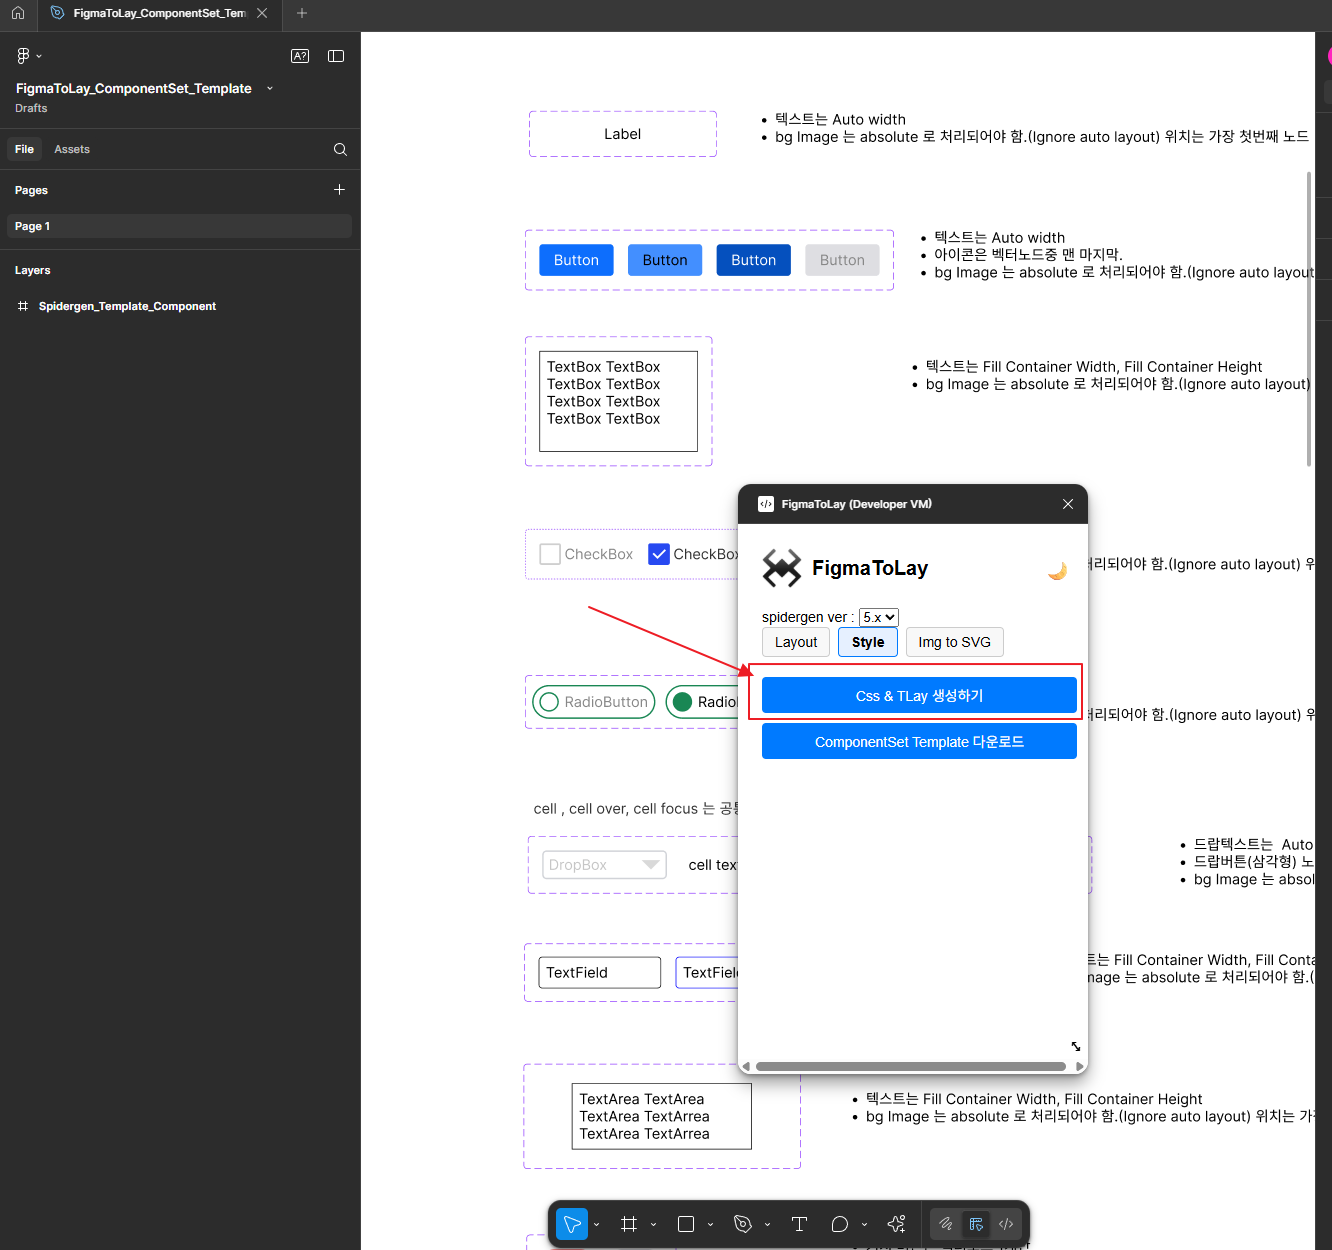 FigmaToLay_ComponentSet_Tem
A?
FigmaToLay_ComponentSet_Template
Drafts
File
Assets
Pages
Page 1
Layers
Spidergen_Template_Component
Label
텍스트는 Auto width
bg Image 는 absolute 로 처리되어야 함.(Ignore auto layout) 위치는 가장 첫번째 노드
Button
Button
Button
Button
텍스트는 Auto width
아이콘은 벡터노드중 맨 마지막.
bg Image 는 absolute 로 처리되어야 함.(Ignore auto layout
TextBox TextBox
TextBox TextBox
TextBox TextBox
TextBox TextBox
텍스트는 Fill Container Width, Fill Container Height
bg Image 는 absolute 로 처리되어야 함.(Ignore auto layout)
CheckBox
CheckBox
처리되어야 함.(Ignore auto layout) 위
RadioButton
처리되어야 함.(Ignore auto layout) 위
cell , cell over, cell focus 는 공통
DropBox
cell tex
드랍텍스트는 Auto
드랍버튼(삼각형) 노
bg Image 는 absol
TextField
TextFiel
트는 Fill Container Width, Fill Conta
mage 는 absolute 로 처리되어야 함.(
TextArea TextArea
TextArea TextArrea
TextArea TextArrea
텍스트는 Fill Container Width, Fill Container Height
bg Image 는 absolute 로 처리되어야 함.(Ignore auto layout) 위치는 가
FigmaToLay (Developer VM)
FigmaToLay
spidergen ver : 5.x
Layout
Style
Img to SVG
Css & TLay 생성하기
ComponentSet Template 다운로드